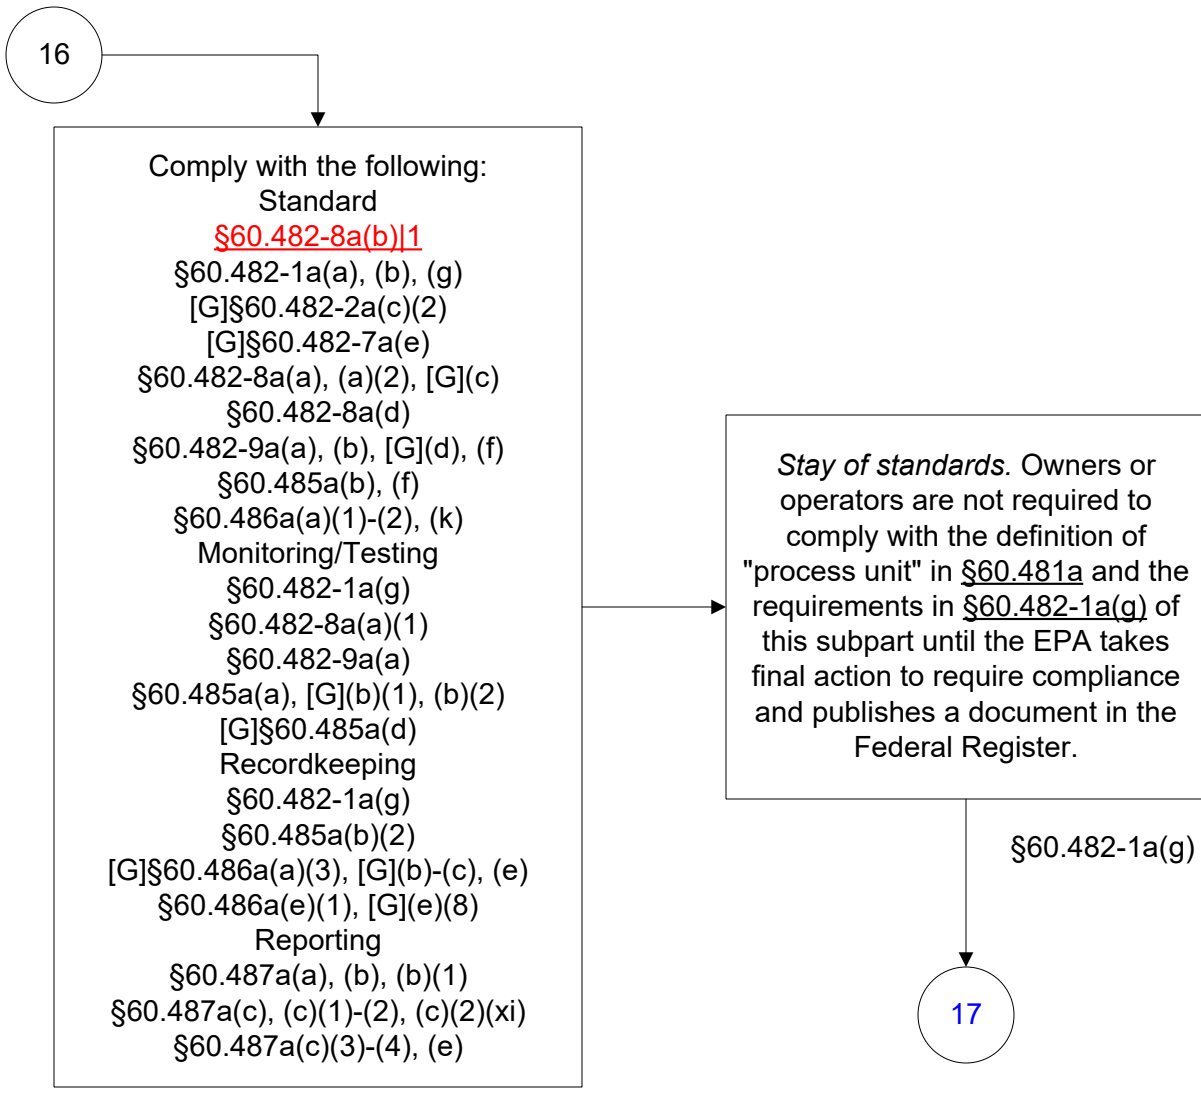 16
Comply with the following:
Standard
§60.482-8a(b)|1
§60.482-1a(a), (b), (g)
[G]§60.482-2a(c)(2)
[G]§60.482-7a(e)
§60.482-8a(a), (a)(2), [G](c)
§60.482-8a(d)
§60.482-9a(a), (b), [G](d), (f)
§60.485a(b), (f)
§60.486a(a)(1)-(2), (k)
Monitoring/Testing
§60.482-1a(g)
§60.482-8a(a)(1)
§60.482-9a(a)
§60.485a(a), [G](b)(1), (b)(2)
[G]§60.485a(d)
Recordkeeping
§60.482-1a(g)
§60.485a(b)(2)
[G]§60.486a(a)(3), [G](b)-(c), (e)
§60.486a(e)(1), [G](e)(8)
Reporting
§60.487a(a), (b), (b)(1)
§60.487a(c), (c)(1)-(2), (c)(2)(xi)
§60.487a(c)(3)-(4), (e)
Stay of standards. Owners or
operators are not required to
comply with the definition of
"process unit" in §60.481a and the
requirements in §60.482-1a(g) of
this subpart until the EPA takes
final action to require compliance
and publishes a document in the
Federal Register.
§60.482-1a(g)
17